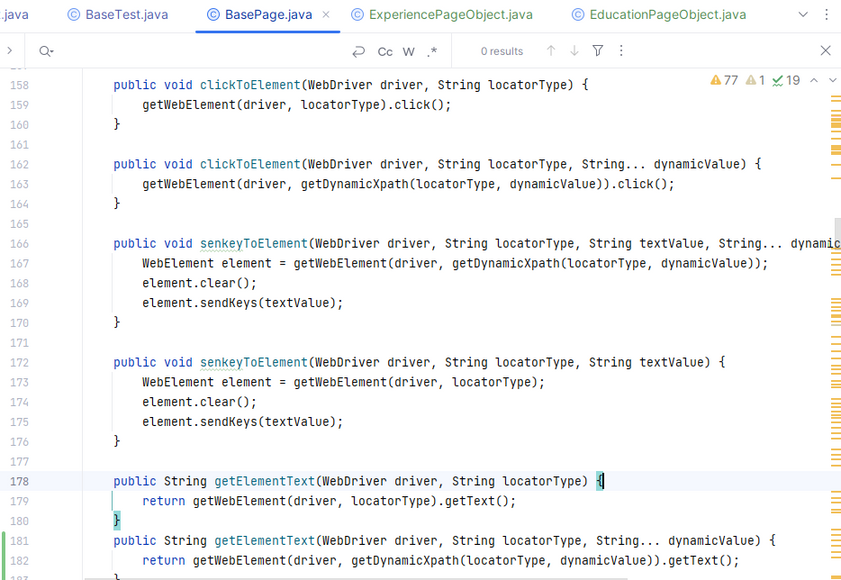 .java BaseTest.java BasePage.java ExperiencePageObject.java EducationPageObject.java
Cc W .* 0 results
77 1 19
158 public void clickToElement(WebDriver driver, String locatorType) {
159 getWebElement(driver, locatorType).click();
160 }
161
162 public void clickToElement(WebDriver driver, String locatorType, String... dynamicValue) {
163 getWebElement(driver, getDynamicXpath(locatorType, dynamicValue)).click();
164 }
165
166 public void senkeyToElement(WebDriver driver, String locatorType, String textValue, String... dynamic
167 WebElement element = getWebElement(driver, getDynamicXpath(locatorType, dynamicValue));
168 element.clear();
169 element.sendKeys(textValue);
170 }
171
172 public void senkeyToElement(WebDriver driver, String locatorType, String textValue) {
173 WebElement element = getWebElement(driver, locatorType);
174 element.clear();
175 element.sendKeys(textValue);
176 }
177
178 public String getElementText(WebDriver driver, String locatorType) {
179 return getWebElement(driver, locatorType).getText();
180 }
181 public String getElementText(WebDriver driver, String locatorType, String... dynamicValue) {
182 return getWebElement(driver, getDynamicXpath(locatorType, dynamicValue)).getText();